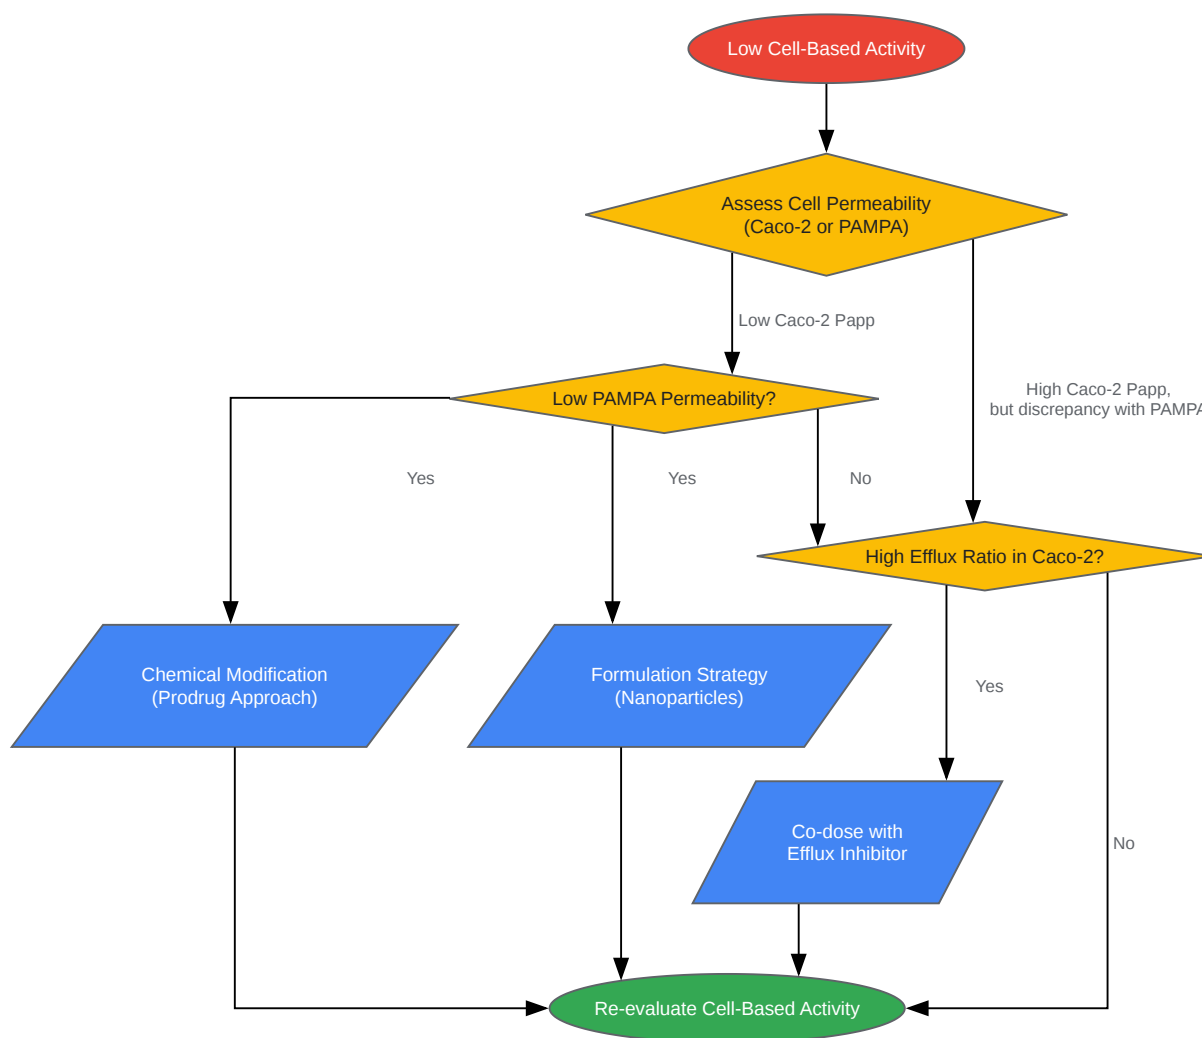 Low Cell-Based Activity
Assess Cell Permeability
(Caco-2 or PAMPA)
Low Caco-2 Papp
High Caco-2 Papp,
but discrepancy with PAMPA
Low PAMPA Permeability?
Yes
Yes
No
High Efflux Ratio in Caco-2?
Chemical Modification
(Prodrug Approach)
Formulation Strategy
(Nanoparticles)
Yes
Co-dose with
Efflux Inhibitor
No
Re-evaluate Cell-Based Activity